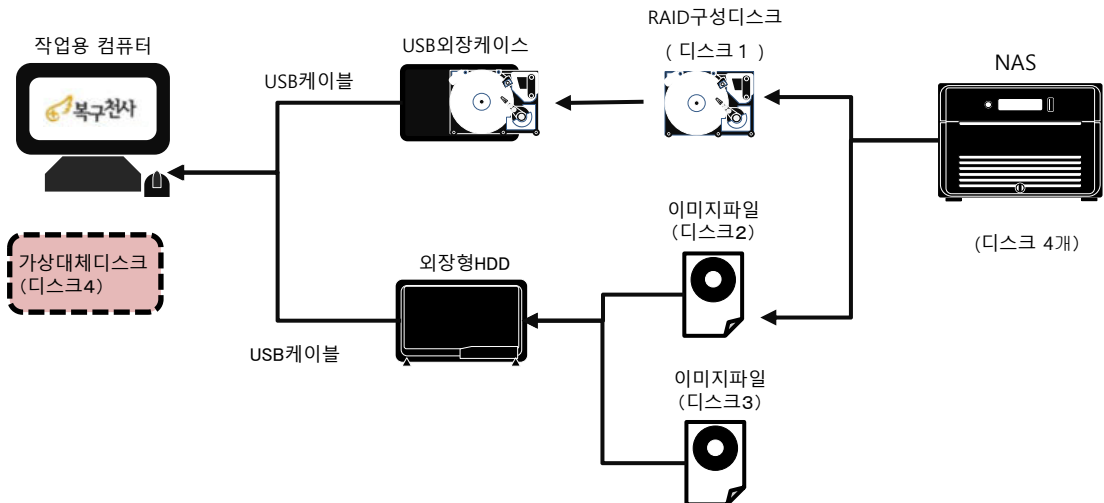 작업용 컴퓨터
복구천사
가상대체디스크
(디스크4)
USB케이블
USB외장케이스
RAID구성디스크
( 디스크 1 )
NAS
(디스크 4개)
이미지파일
(디스크2)
외장형HDD
USB케이블
이미지파일
(디스크3)